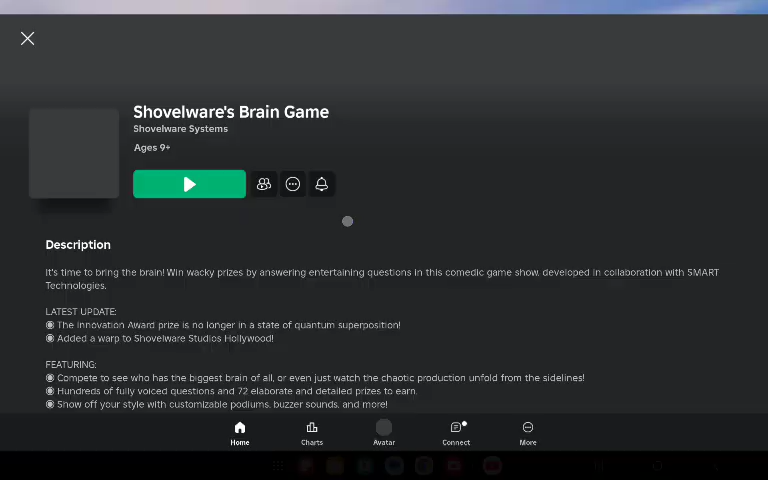 Shovelware's Brain Game
Shovelware Systems
Ages 9+
Description
It's time to bring the brain! Win wacky prizes by answering entertaining questions in this comedic game show, developed in collaboration with SMART
Technologies.
LATEST UPDATE:
◉ The Innovation Award prize is no longer in a state of quantum superposition!
◉ Added a warp to Shovelware Studios Hollywood!
FEATURING:
◉ Compete to see who has the biggest brain of all, or even just watch the chaotic production unfold from the sidelines!
◉ Hundreds of fully voiced questions and 72 elaborate and detailed prizes to earn.
◉ Show off your style with customizable podiums, buzzer sounds, and more!
Home
Charts
Avatar
Connect
More